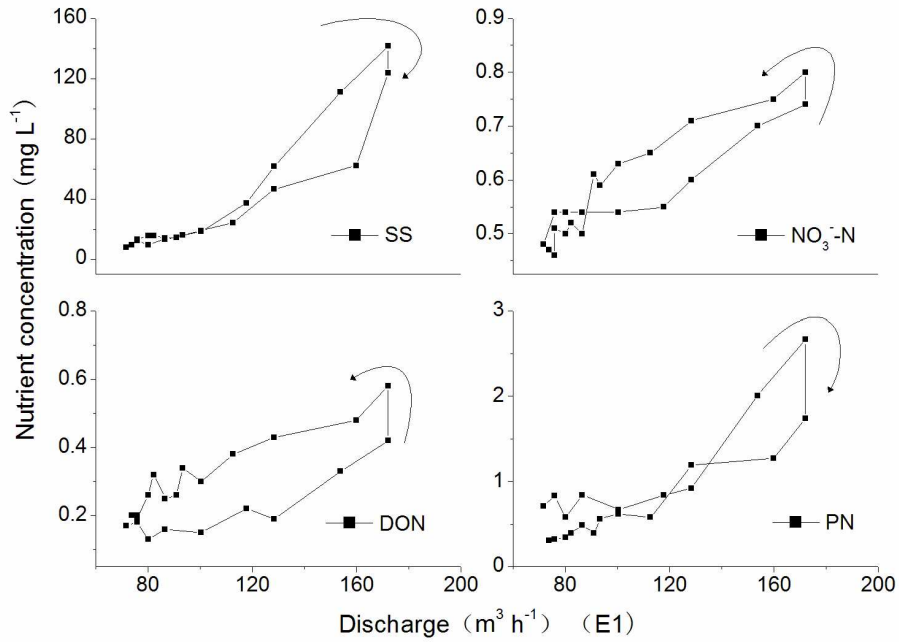 Nutrient concentration（mg L⁻¹）
160
120
80
40
0
SS
0.9
0.8
0.7
0.6
0.5
NO₃⁻-N
0.8
0.6
0.4
0.2
80 120 160 200
DON
3
2
1
0
80 120 160 200
PN
Discharge（m³ h⁻¹）（E1）